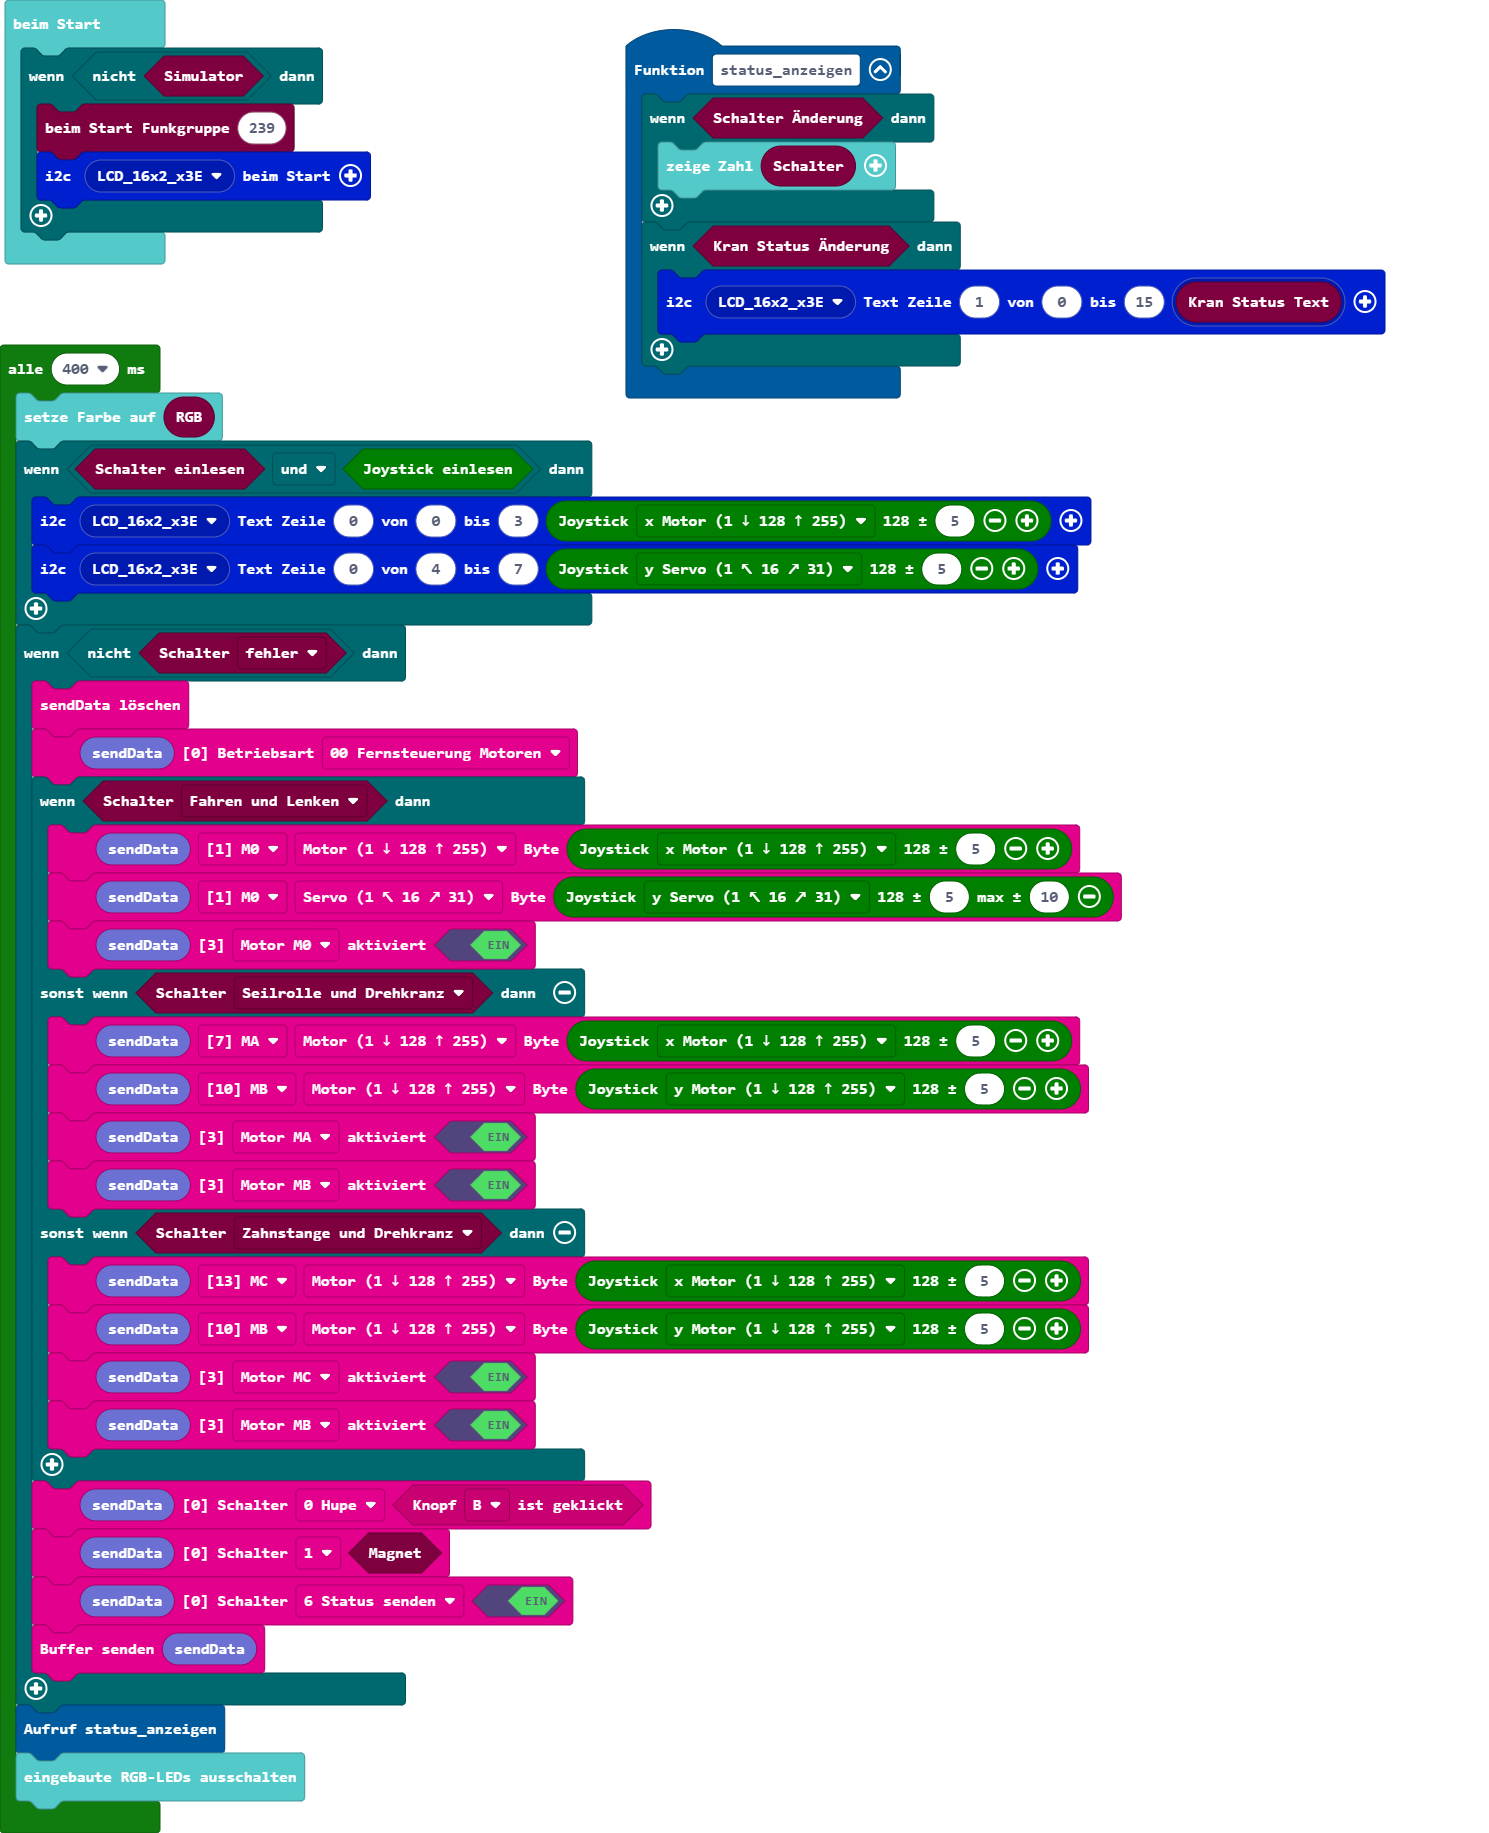 beim Start
wenn nicht Simulator dann
beim Start Funkgruppe 239
i2c LCD_16x2_x3E beim Start
Funktion status_anzeigen
wenn Schalter Änderung dann
zeige Zahl Schalter
wenn Kran Status Änderung dann
i2c LCD_16x2_x3E Text Zeile 1 von 0 bis 15 Kran Status Text
alle 400 ms
setze Farbe auf RGB
wenn Schalter einlesen und Joystick einlesen dann
i2c LCD_16x2_x3E Text Zeile 0 von 0 bis 3 Joystick x Motor (1 ↓ 128 ↑ 255) 128 ± 5
i2c LCD_16x2_x3E Text Zeile 0 von 4 bis 7 Joystick y Servo (1 ↖ 16 ↗ 31) 128 ± 5
wenn nicht Schalter fehler dann
sendData löschen
sendData [0] Betriebsart 00 Fernsteuerung Motoren
wenn Schalter Fahren und Lenken dann
sendData [1] M0 Motor (1 ↓ 128 ↑ 255) Byte Joystick x Motor (1 ↓ 128 ↑ 255) 128 ± 5
sendData [1] M0 Servo (1 ↖ 16 ↗ 31) Byte Joystick y Servo (1 ↖ 16 ↗ 31) 128 ± 5 max ± 10
sendData [3] Motor M0 aktiviert EIN
sonst wenn Schalter Seilrolle und Drehkranz dann
sendData [7] MA Motor (1 ↓ 128 ↑ 255) Byte Joystick x Motor (1 ↓ 128 ↑ 255) 128 ± 5
sendData [10] MB Motor (1 ↓ 128 ↑ 255) Byte Joystick y Motor (1 ↓ 128 ↑ 255) 128 ± 5
sendData [3] Motor MA aktiviert EIN
sendData [3] Motor MB aktiviert EIN
sonst wenn Schalter Zahnstange und Drehkranz dann
sendData [13] MC Motor (1 ↓ 128 ↑ 255) Byte Joystick x Motor (1 ↓ 128 ↑ 255) 128 ± 5
sendData [10] MB Motor (1 ↓ 128 ↑ 255) Byte Joystick y Motor (1 ↓ 128 ↑ 255) 128 ± 5
sendData [3] Motor MC aktiviert EIN
sendData [3] Motor MB aktiviert EIN
sendData [0] Schalter 0 Hupe Knopf B ist geklickt
sendData [0] Schalter 1 Magnet
sendData [0] Schalter 6 Status senden EIN
Buffer senden sendData
Aufruf status_anzeigen
eingebaute RGB-LEDs ausschalten